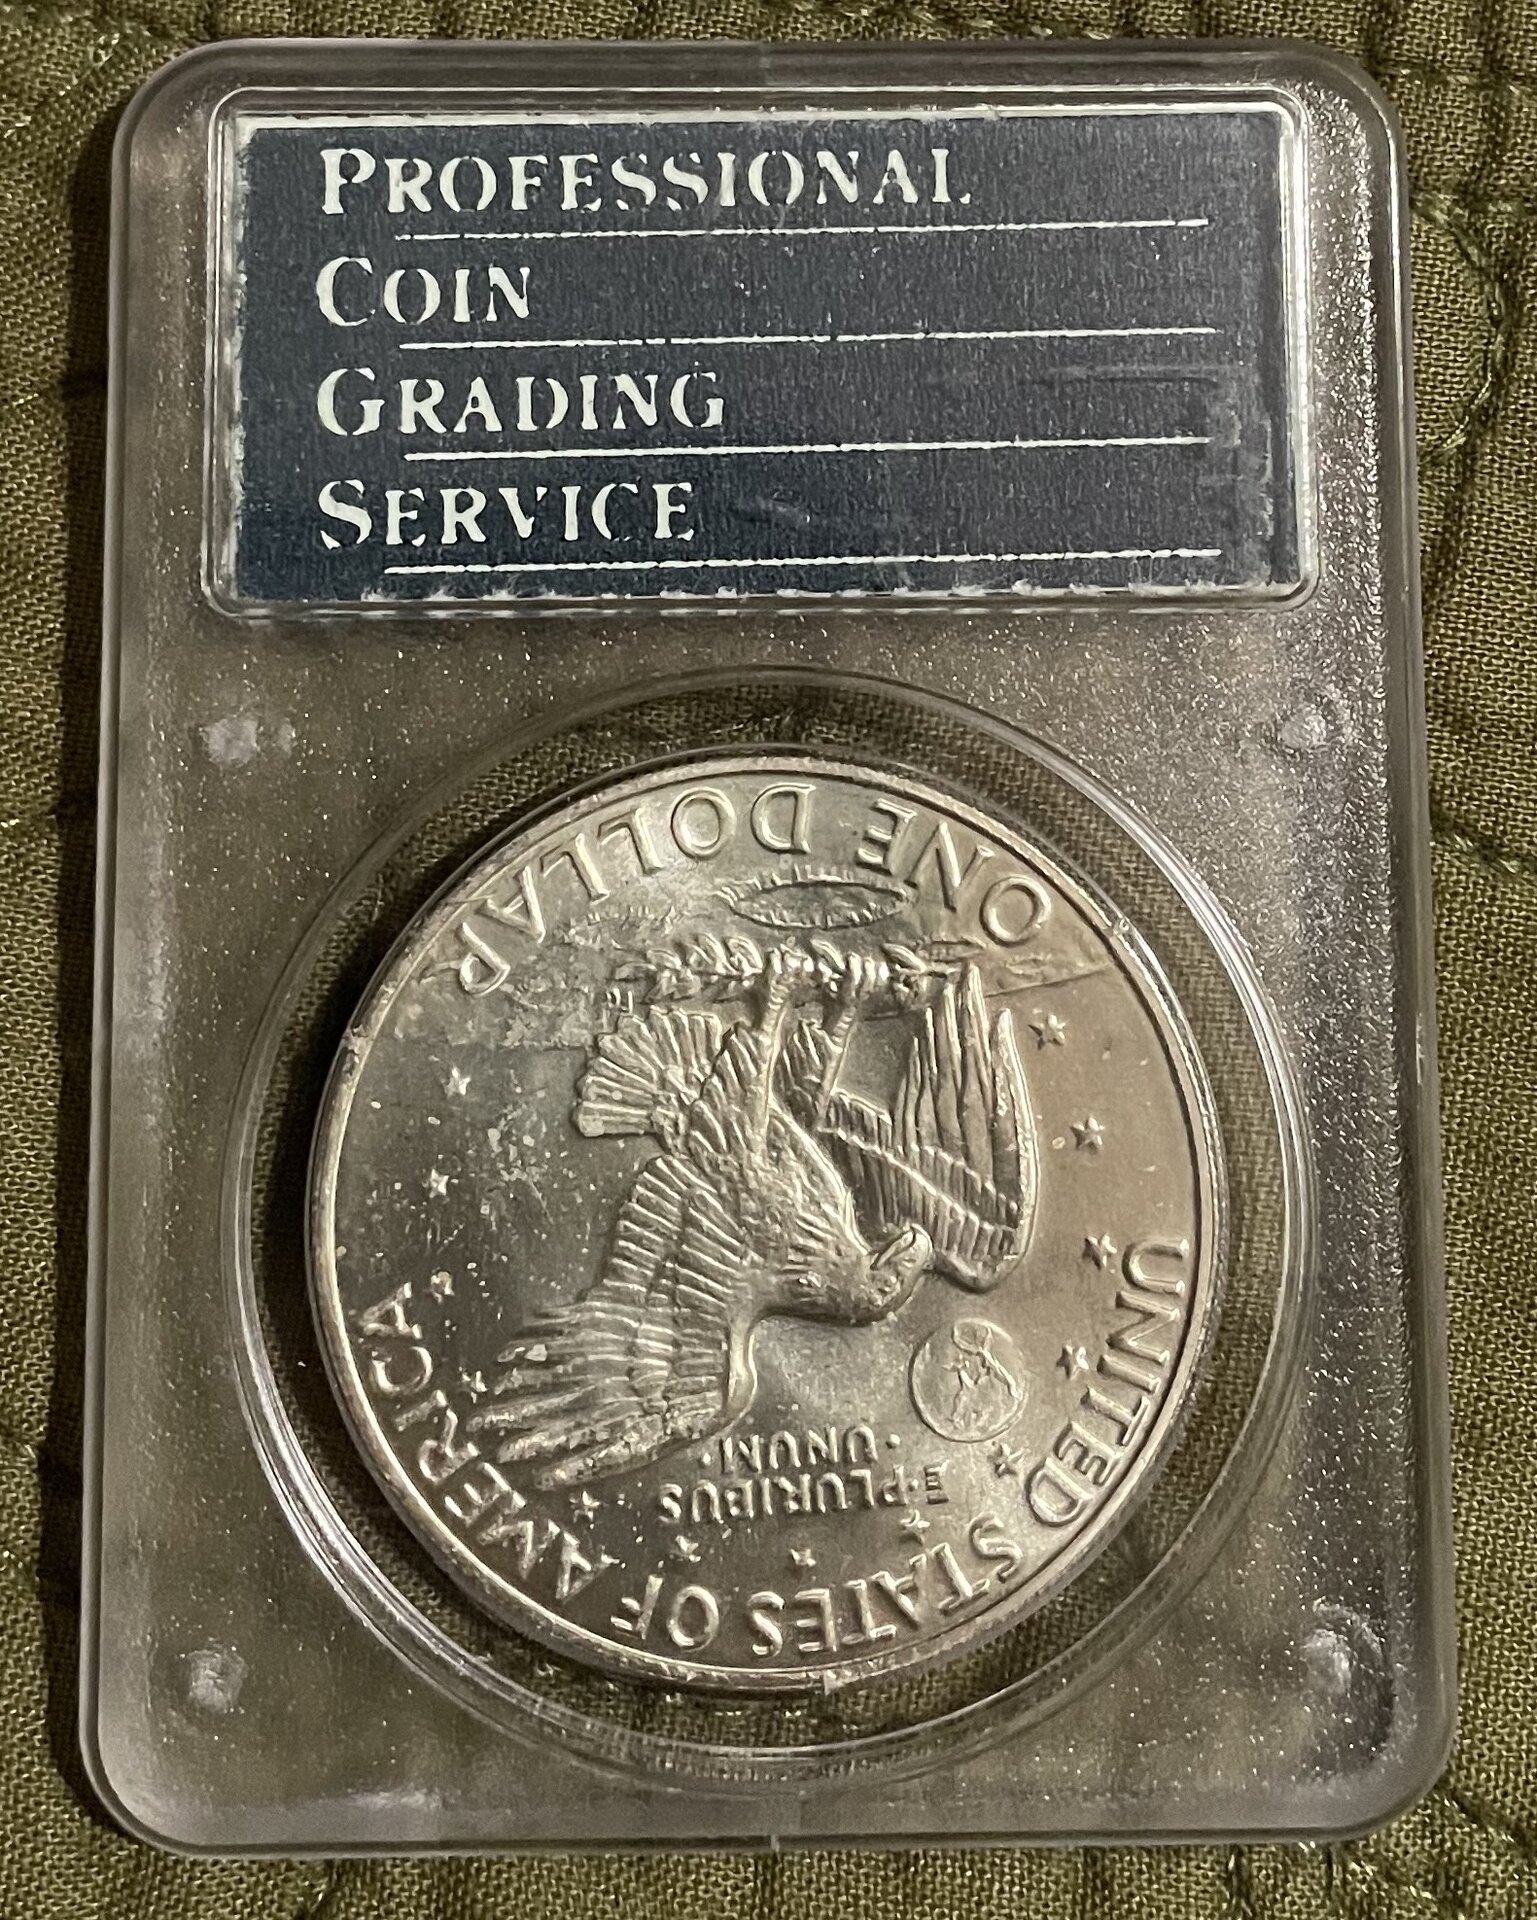 PROFESSIONAL
COIN
GRADING
SERVICE
UNITED STATES OF AMERICA
E·PLURIBUS
·UNUM·
ONE DOLLAR